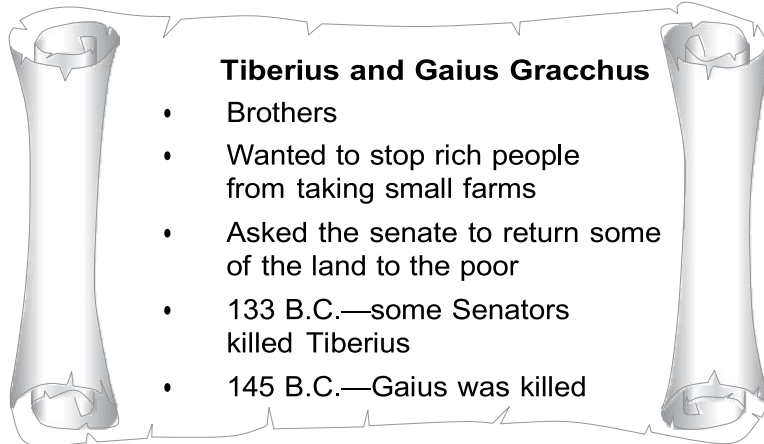 Tiberius and Gaius Gracchus
• Brothers
• Wanted to stop rich people
from taking small farms
• Asked the senate to return some
of the land to the poor
• 133 B.C.—some Senators
killed Tiberius
• 145 B.C.—Gaius was killed